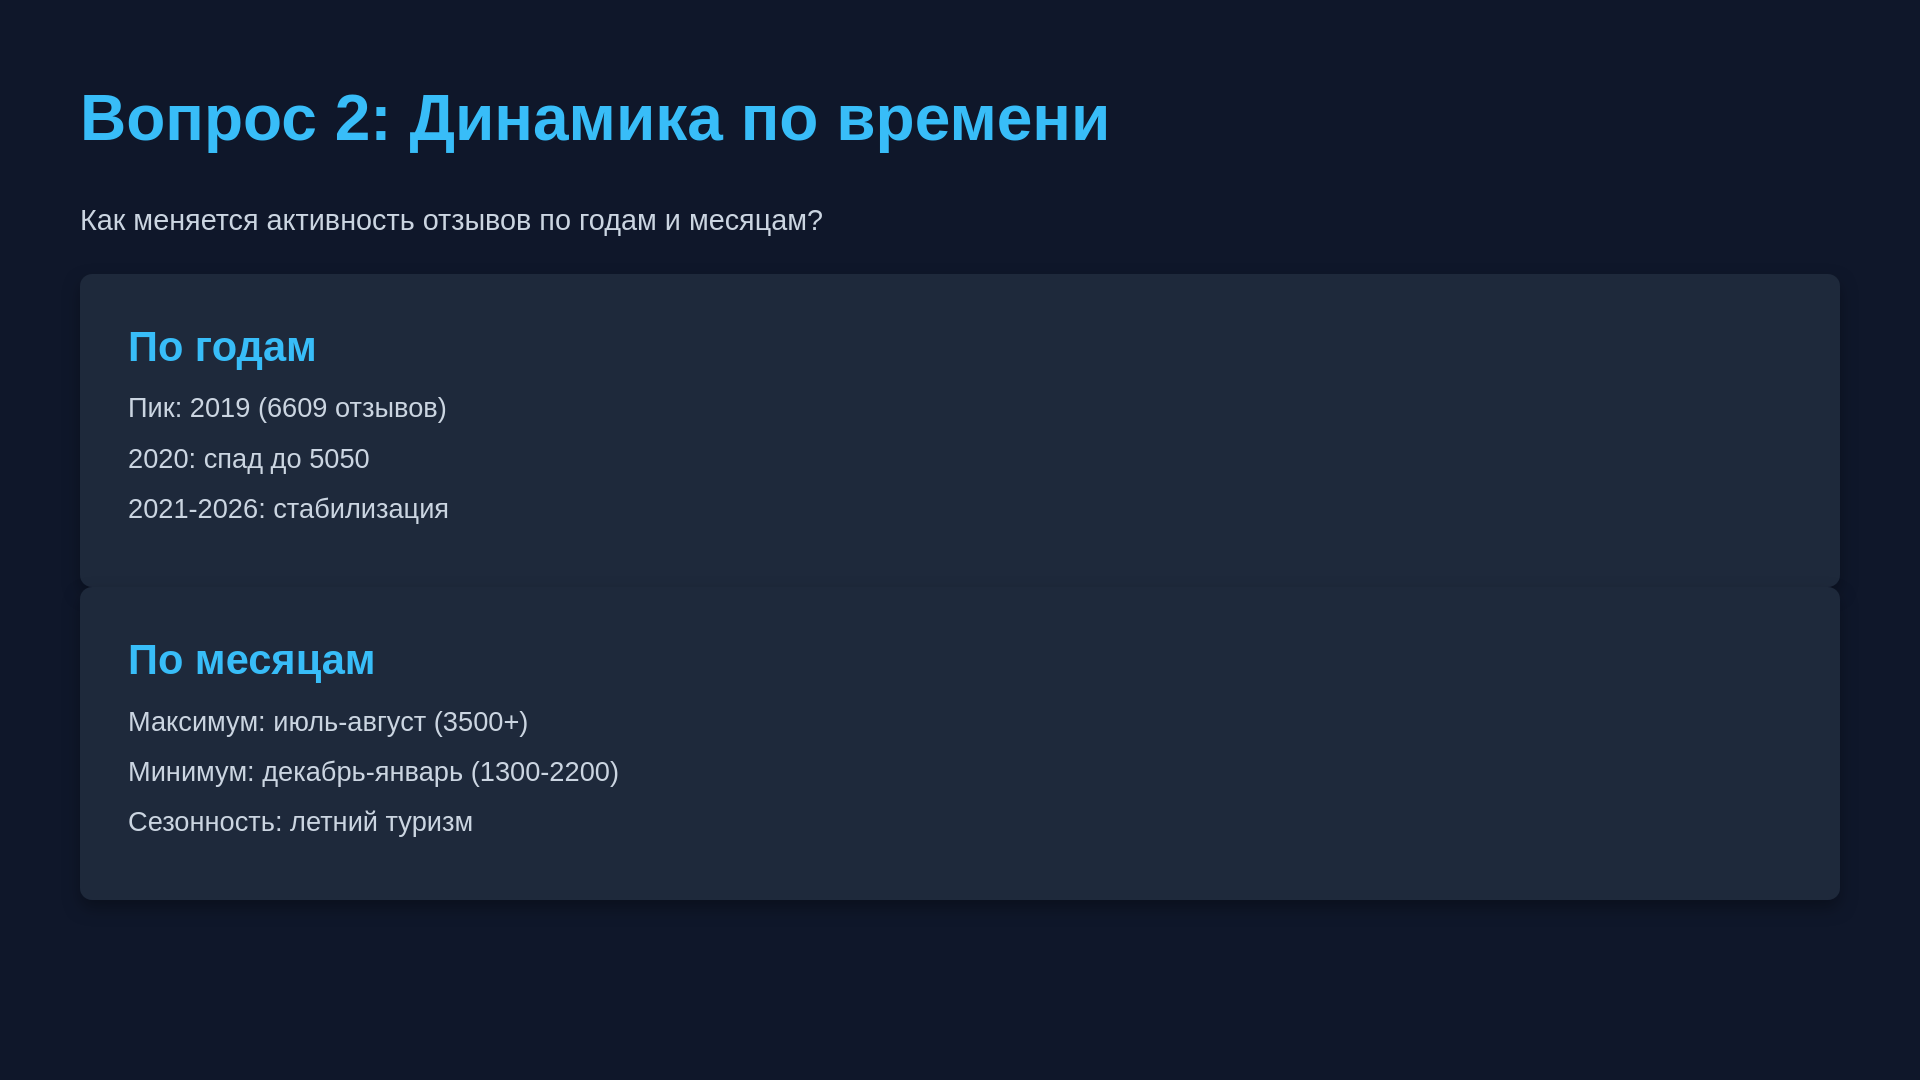 Вопрос 2: Динамика по времени
Как меняется активность отзывов по годам и месяцам?
По годам
Пик: 2019 (6609 отзывов)
2020: спад до 5050
2021-2026: стабилизация
По месяцам
Максимум: июль-август (3500+)
Минимум: декабрь-январь (1300-2200)
Сезонность: летний туризм